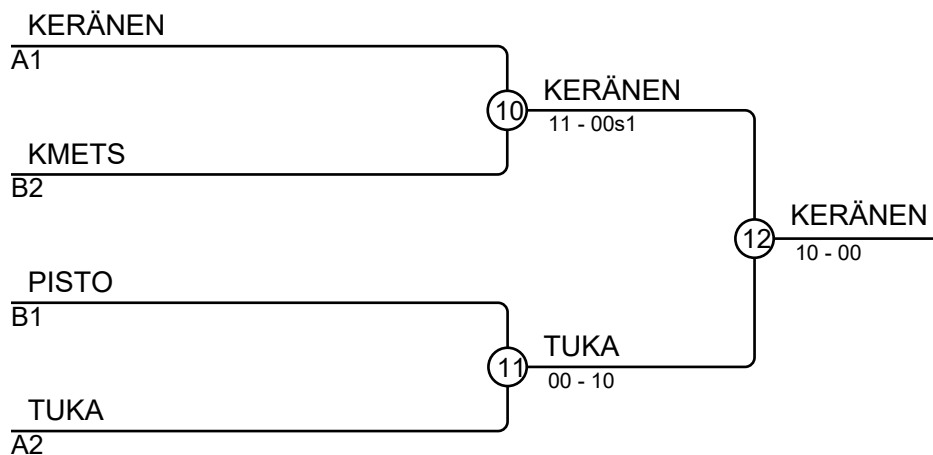 KERÄNEN
A1
10
KERÄNEN
11 - 00s1
KMETS
B2
12
KERÄNEN
10 - 00
PISTO
B1
11
TUKA
00 - 10
TUKA
A2